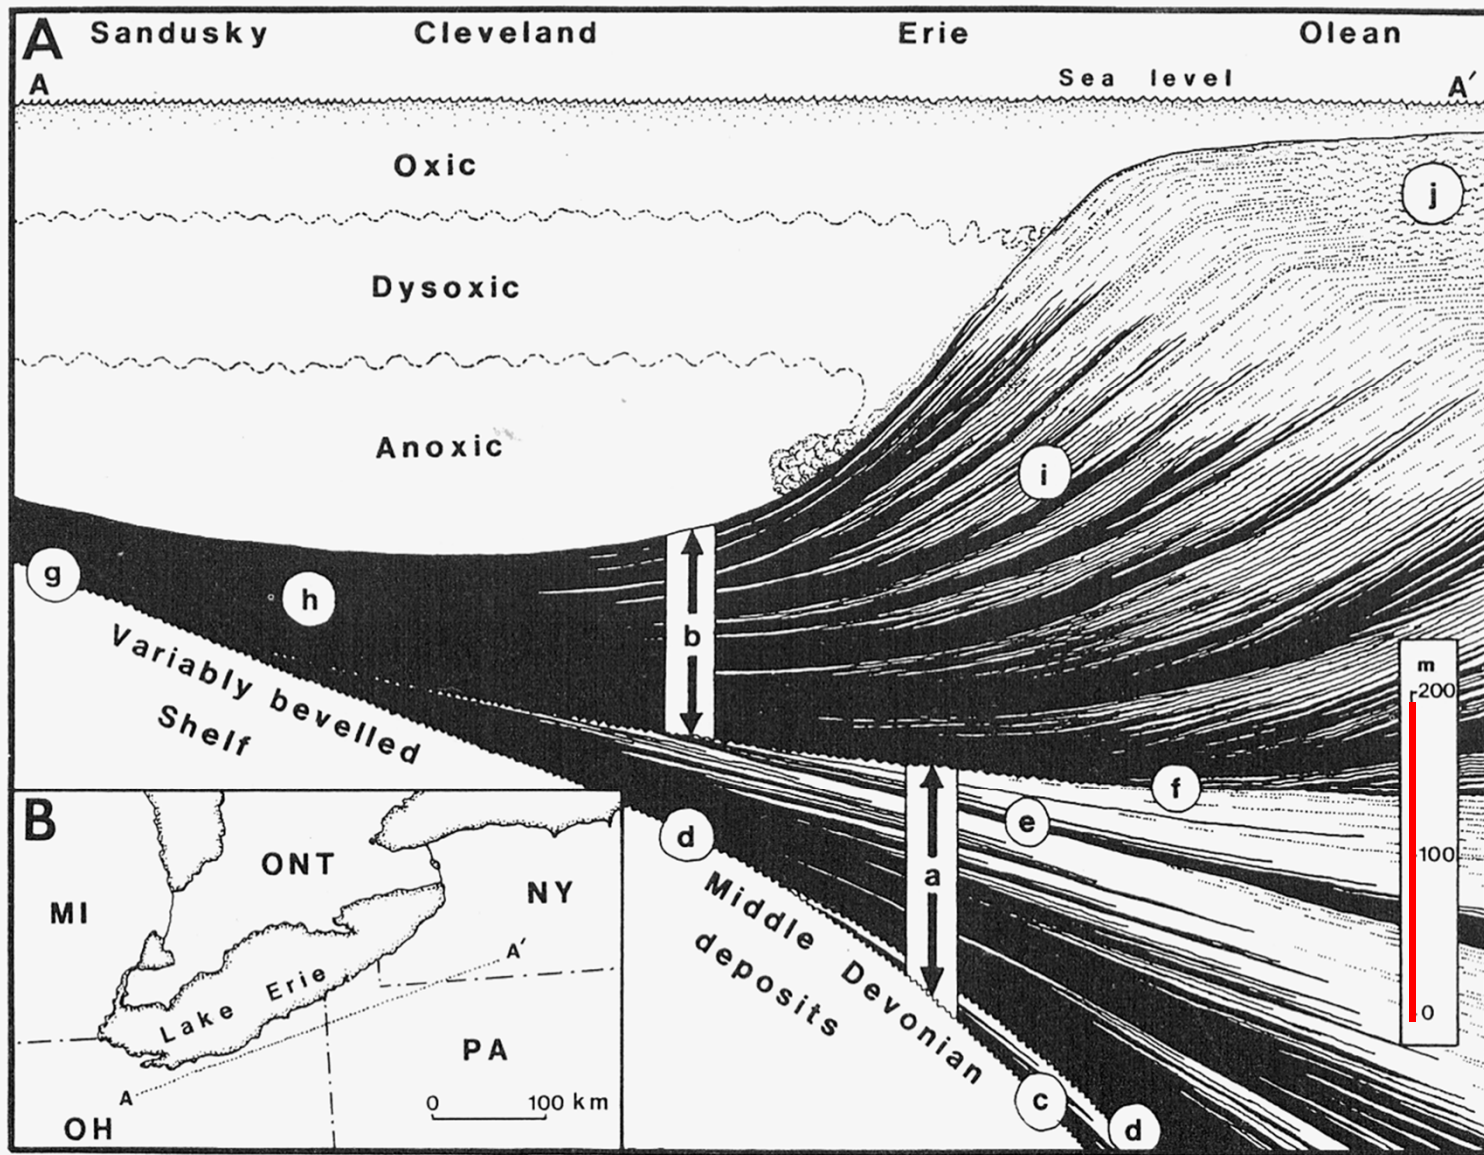 A Sandusky Cleveland Erie Olean
A Sea level A′
Oxic
j
Dysoxic
Anoxic
i
g
h
b
Variably bevelled
Shelf
m
200
f
e
d
a
100
Middle Devonian
deposits
0
c
d
B
ONT
MI
NY
A′
Lake Erie
PA
A
0 100 km
OH